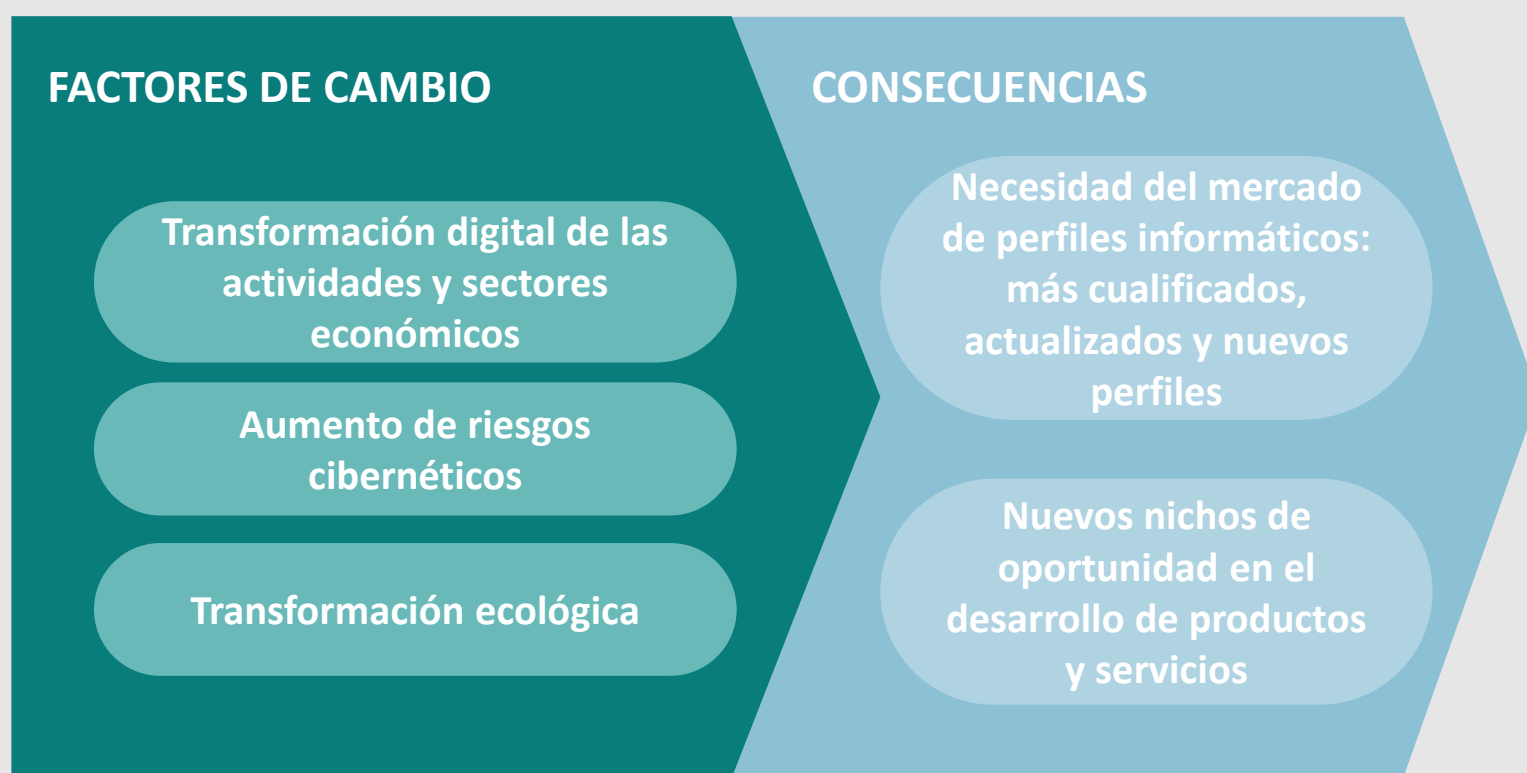 FACTORES DE CAMBIO
Transformación digital de las
actividades y sectores
económicos
Aumento de riesgos
cibernéticos
Transformación ecológica
CONSECUENCIAS
Necesidad del mercado
de perfiles informáticos:
más cualificados,
actualizados y nuevos
perfiles
Nuevos nichos de
oportunidad en el
desarrollo de productos
y servicios